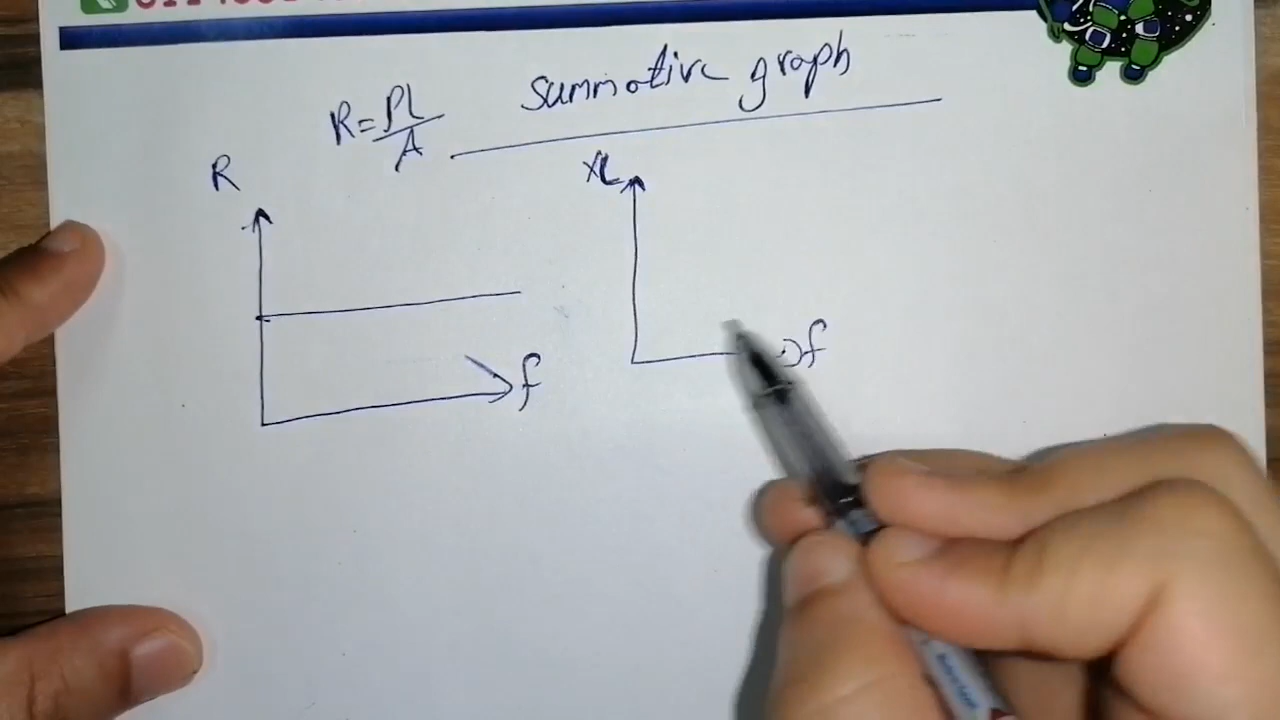 Summative graph
R = ρl/A
R
XL
f
f